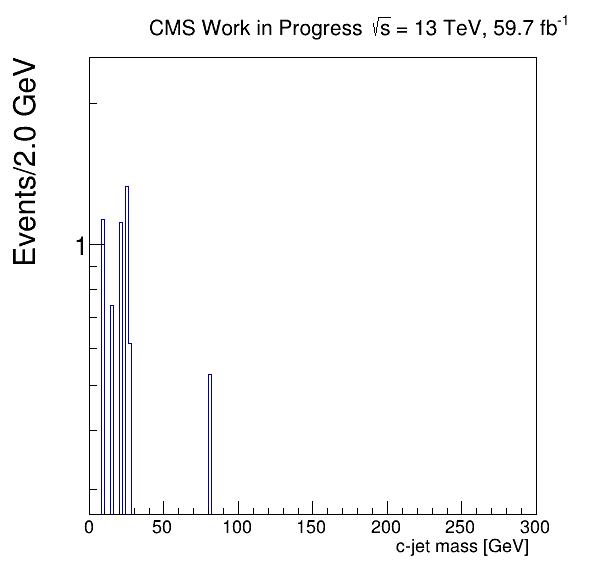 CMS Work in Progress √s = 13 TeV, 59.7 fb⁻¹
Events/2.0 GeV
1
0 50 100 150 200 250 300
c-jet mass [GeV]